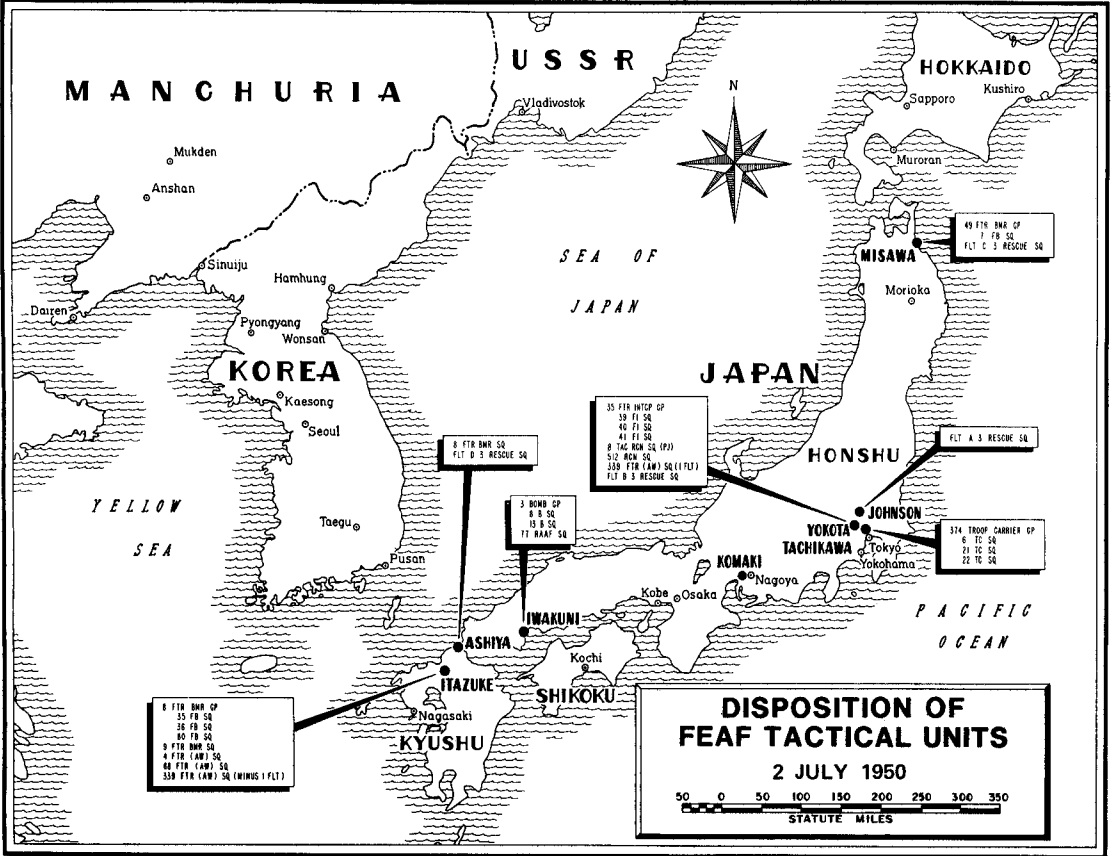 USSR
HOKKAIDO
MANCHURIA
Kushiro
Sapporo
Vladivostok
N
Mukden
Muroran
Anshan
49 FTR BMR GP
7 FB SQ
FLT C 3 RESCUE SQ
MISAWA
SEA OF
JAPAN
Sinuiju
Hamhung
Morioka
Dairen
Pyongyang
Wonsan
KOREA
JAPAN
Kaesong
Seoul
35 FTR INTCP GP
39 FI SQ
40 FI SQ
41 FI SQ
8 TAC RCN SQ (PJ)
512 RCN SQ
339 FTR (AW) SQ (1 FLT)
FLT B 3 RESCUE SQ
8 FTR BMR SQ
FLT D 3 RESCUE SQ
FLT A 3 RESCUE SQ
HONSHU
YELLOW
SEA
3 BOMB GP
8 B SQ
13 B SQ
77 RAAF SQ
JOHNSON
YOKOTA
TACHIKAWA
Tokyo
Yokohama
374 TROOP CARRIER GP
6 TC SQ
21 TC SQ
22 TC SQ
Taegu
Pusan
KOMAKI
Nagoya
Kobe
Osaka
PACIFIC
OCEAN
IWAKUNI
ASHIYA
ITAZUKE
Kochi
SHIKOKU
Nagasaki
KYUSHU
8 FTR BMR GP
35 FB SQ
36 FB SQ
80 FB SQ
9 FTR BMR SQ
4 FTR (AW) SQ
68 FTR (AW) SQ
339 FTR (AW) SQ (MINUS 1 FLT)
DISPOSITION OF
FEAF TACTICAL UNITS
2 JULY 1950
50 0 50 100 150 200 250 300 350
STATUTE MILES